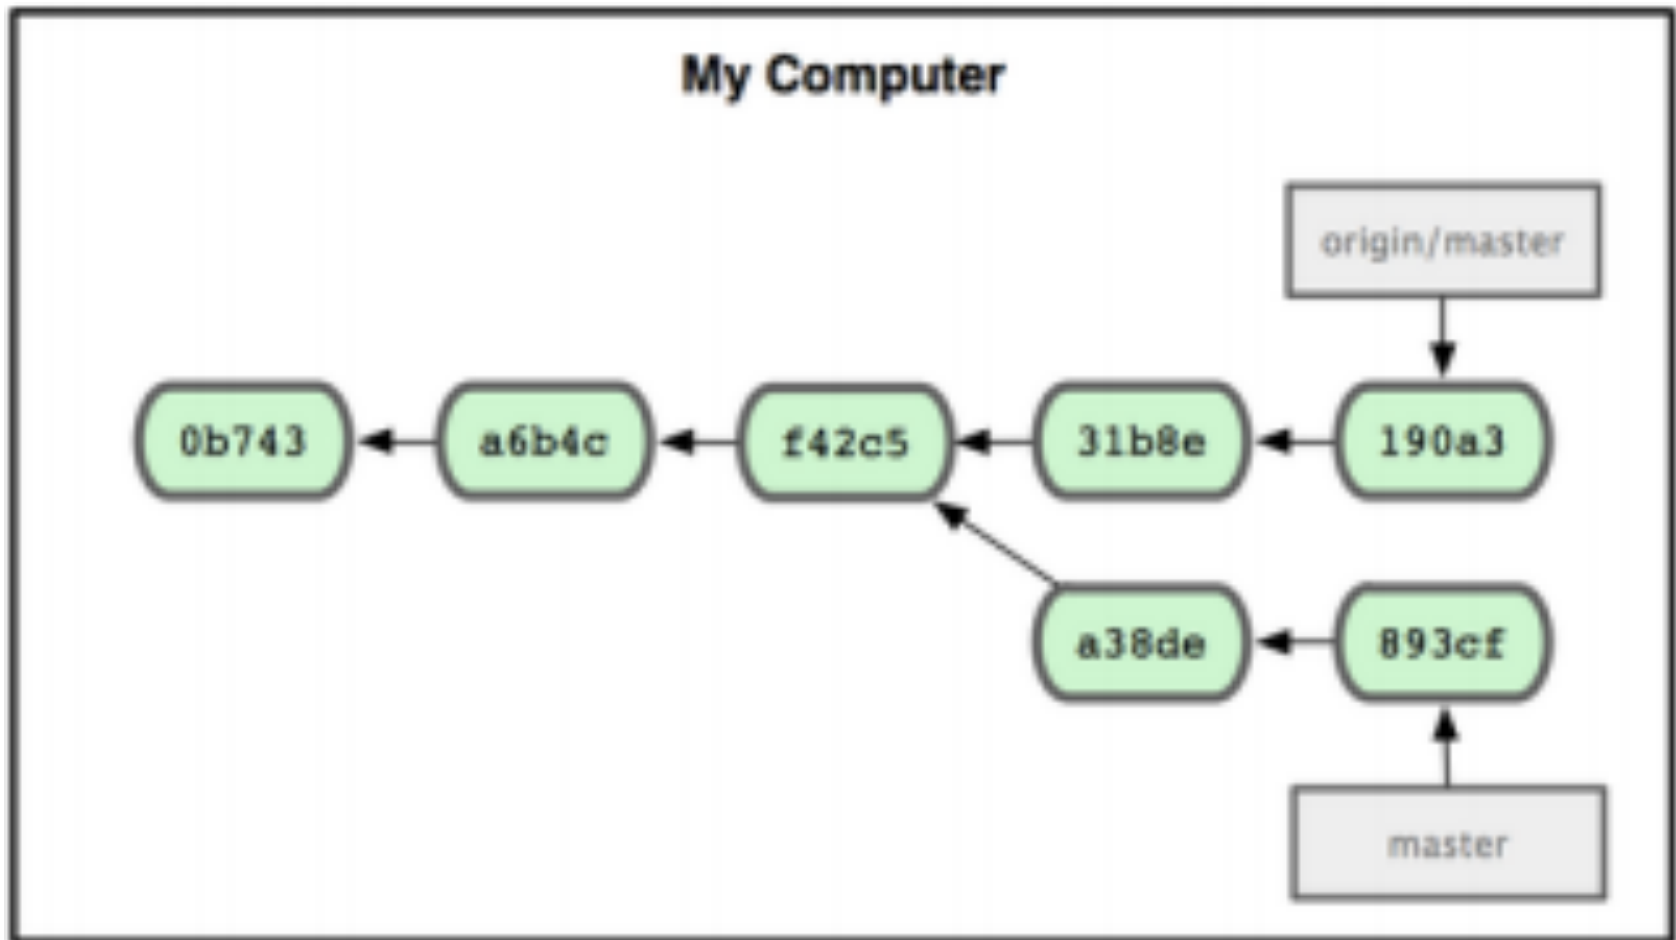 My Computer
origin/master
0b743 a6b4c f42c5 31b8e 190a3
a38de 893cf
master